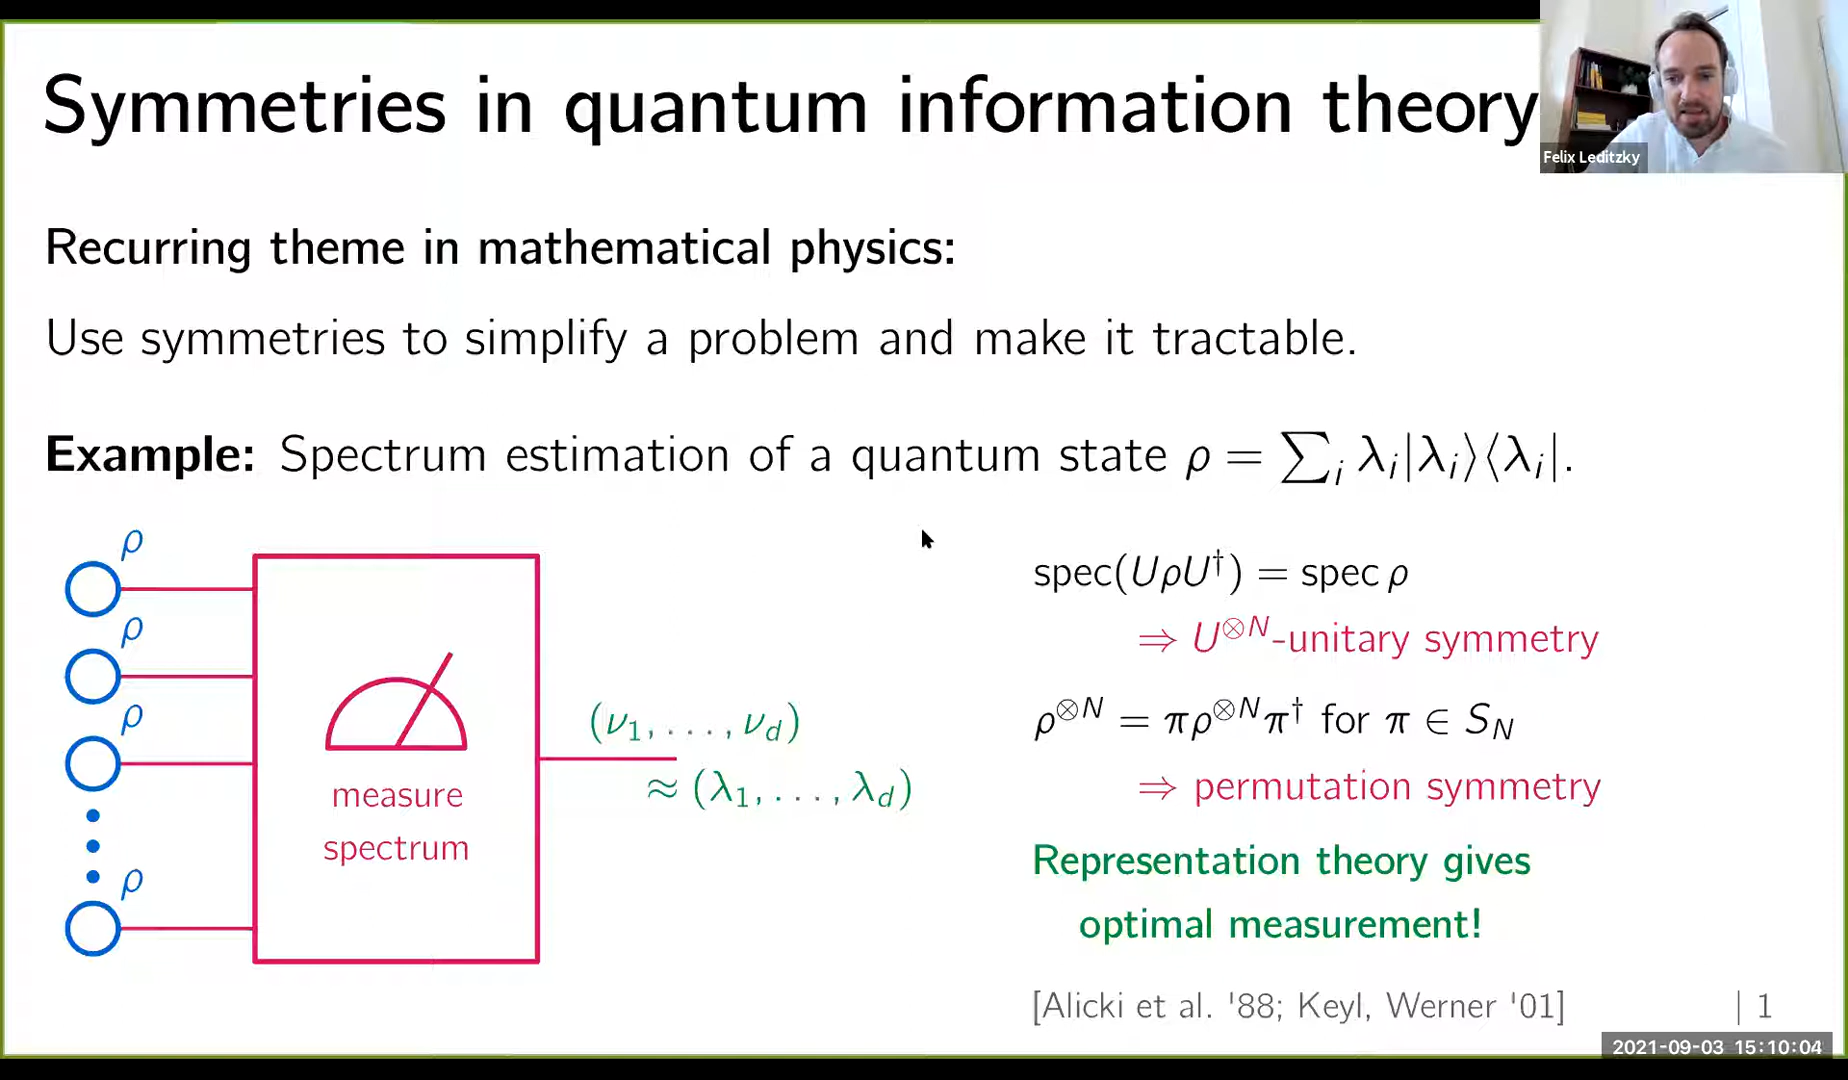 Symmetries in quantum information theory
Felix Leditzky
Recurring theme in mathematical physics:
Use symmetries to simplify a problem and make it tractable.
Example: Spectrum estimation of a quantum state ρ = ∑ᵢ λᵢ|λᵢ⟩⟨λᵢ|.
ρ
ρ
ρ
ρ
measure
spectrum
(ν₁, . . . , ν_d)
≈ (λ₁, . . . , λ_d)
spec(UρU†) = spec ρ
⇒ U^⊗N-unitary symmetry
ρ^⊗N = πρ^⊗Nπ† for π ∈ S_N
⇒ permutation symmetry
Representation theory gives
optimal measurement!
[Alicki et al. '88; Keyl, Werner '01]
| 1
2021-09-03 15:10:04